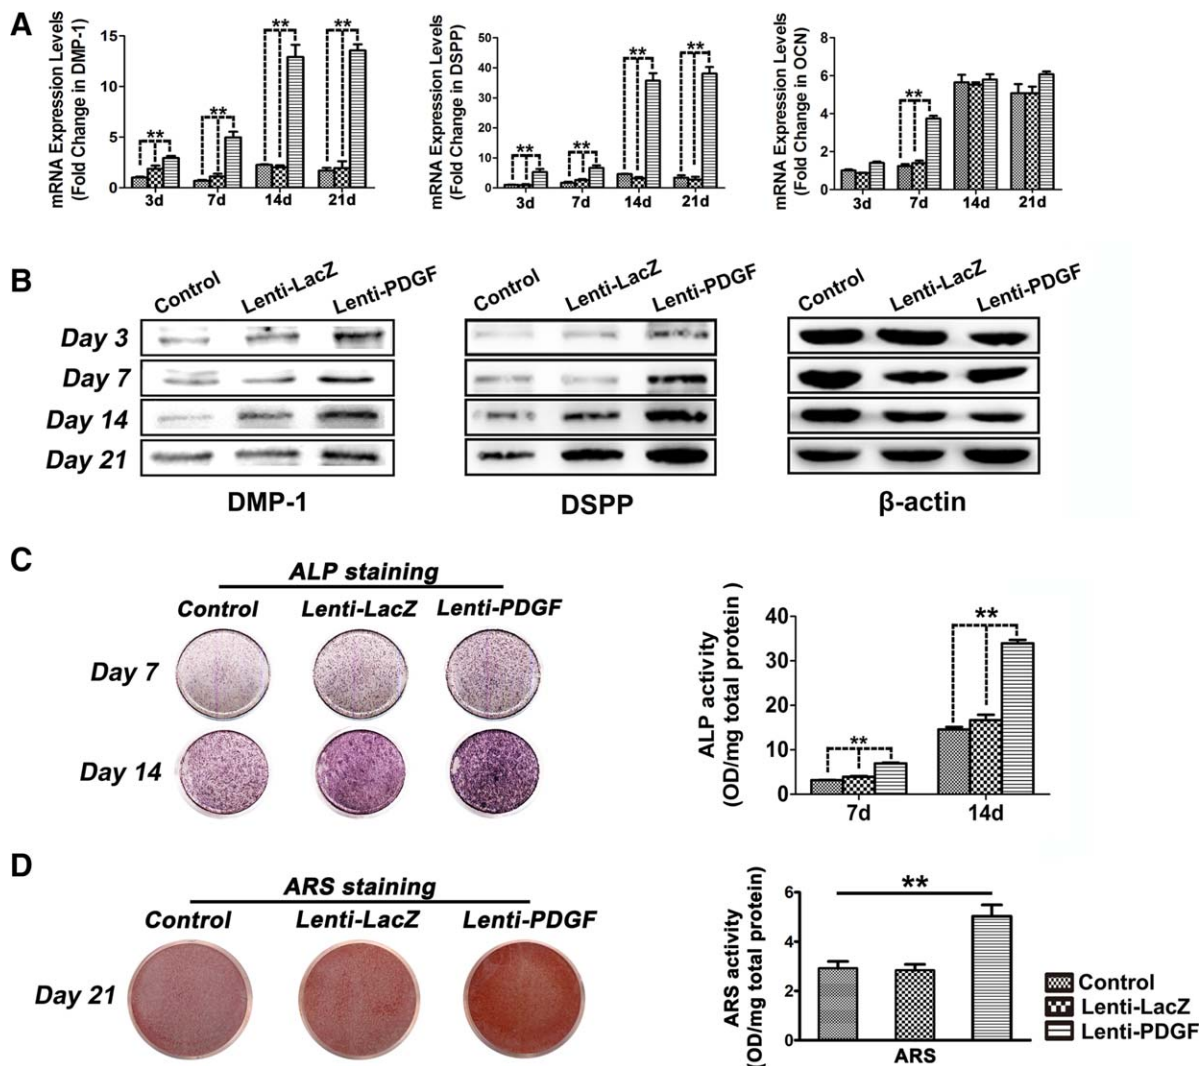 A
mRNA Expression Levels
(Fold Change in DMP-1)
15
10
5
0
**
**
**
**
3d 7d 14d 21d
mRNA Expression Levels
(Fold Change in DSPP)
50
40
30
20
10
0
**
**
**
**
3d 7d 14d 21d
mRNA Expression Levels
(Fold Change in OCN)
8
6
4
2
0
**
3d 7d 14d 21d
B
Control Lenti-LacZ Lenti-PDGF
Control Lenti-LacZ Lenti-PDGF
Control Lenti-LacZ Lenti-PDGF
Day 3
Day 7
Day 14
Day 21
DMP-1 DSPP β-actin
C
ALP staining
Control Lenti-LacZ Lenti-PDGF
Day 7
Day 14
ALP activity
(OD/mg total protein )
40
30
20
10
0
**
**
7d 14d
D
ARS staining
Control Lenti-LacZ Lenti-PDGF
Day 21
ARS activity
(OD/mg total protein)
6
4
2
0
**
ARS
Control
Lenti-LacZ
Lenti-PDGF